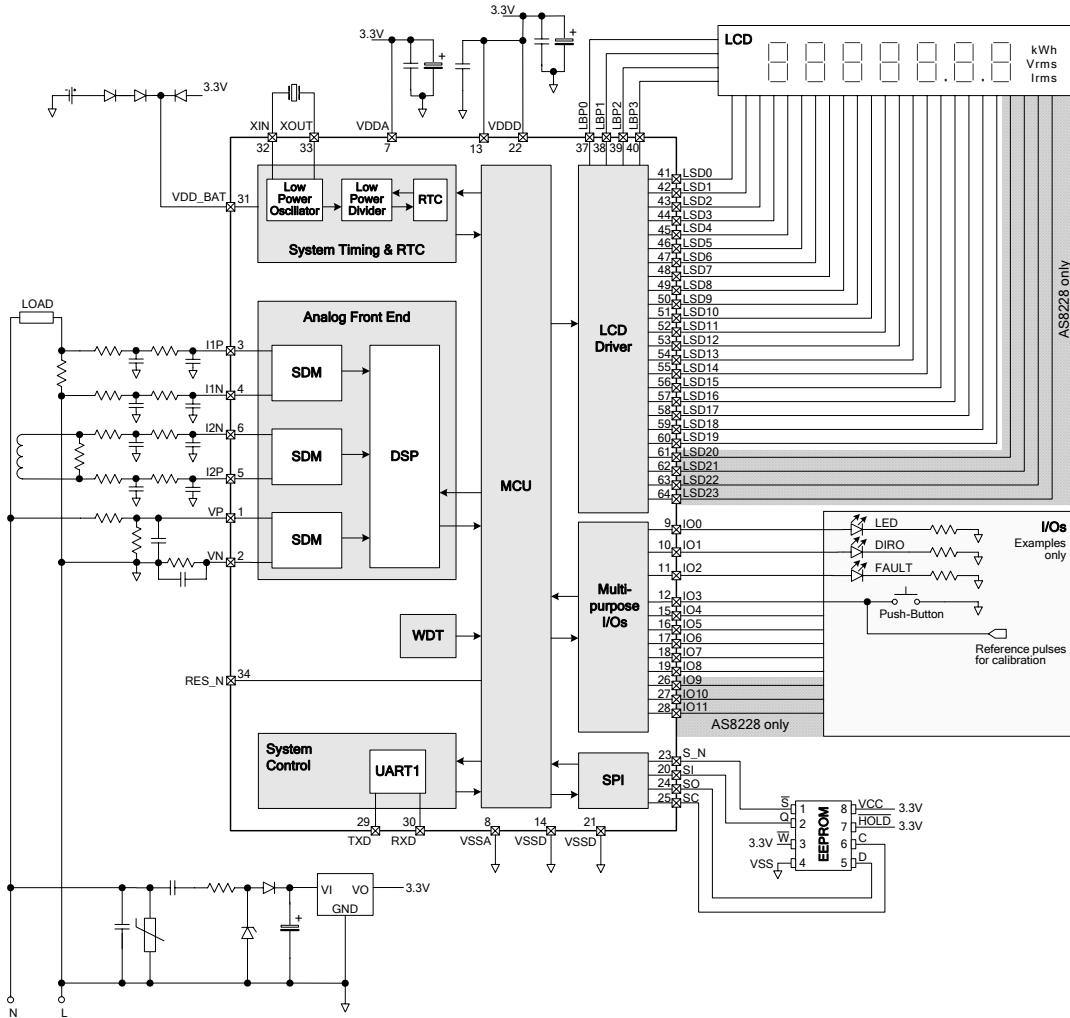 3.3V
3.3V
LCD
kWh
Vrms
Irms
3.3V
XIN
XOUT
VDDA
VDDD
LBP0
LBP1
LBP2
LBP3
32
33
7
13
22
37
38
39
40
VDD_BAT
31
Low Power Oscillator
Low Power Divider
RTC
System Timing & RTC
41 LSD0
42 LSD1
43 LSD2
44 LSD3
45 LSD4
46 LSD5
47 LSD6
48 LSD7
49 LSD8
50 LSD9
51 LSD10
52 LSD11
53 LSD12
54 LSD13
55 LSD14
56 LSD15
57 LSD16
58 LSD17
59 LSD18
60 LSD19
61 LSD20
62 LSD21
63 LSD22
64 LSD23
AS8228 only
LCD Driver
MCU
LOAD
Analog Front End
I1P 3
I1N 4
I2N 6
I2P 5
VP 1
VN 2
SDM
SDM
SDM
DSP
WDT
RES_N 34
Multi-purpose I/Os
9 IO0
10 IO1
11 IO2
12 IO3
15 IO4
16 IO5
17 IO6
18 IO7
19 IO8
26 IO9
27 IO10
28 IO11
AS8228 only
I/Os
Examples only
LED
DIRO
FAULT
Push-Button
Reference pulses for calibration
System Control
UART1
29
TXD
30
RXD
8
VSSA
14
VSSD
21
VSSD
SPI
23 S_N
20 SI
24 SO
25 SC
EEPROM
S̅ 1
Q 2
3.3V W̅ 3
VSS 4
8 VCC 3.3V
7 H̅O̅L̅D̅ 3.3V
6 C
5 D
VI VO
GND
3.3V
N
L